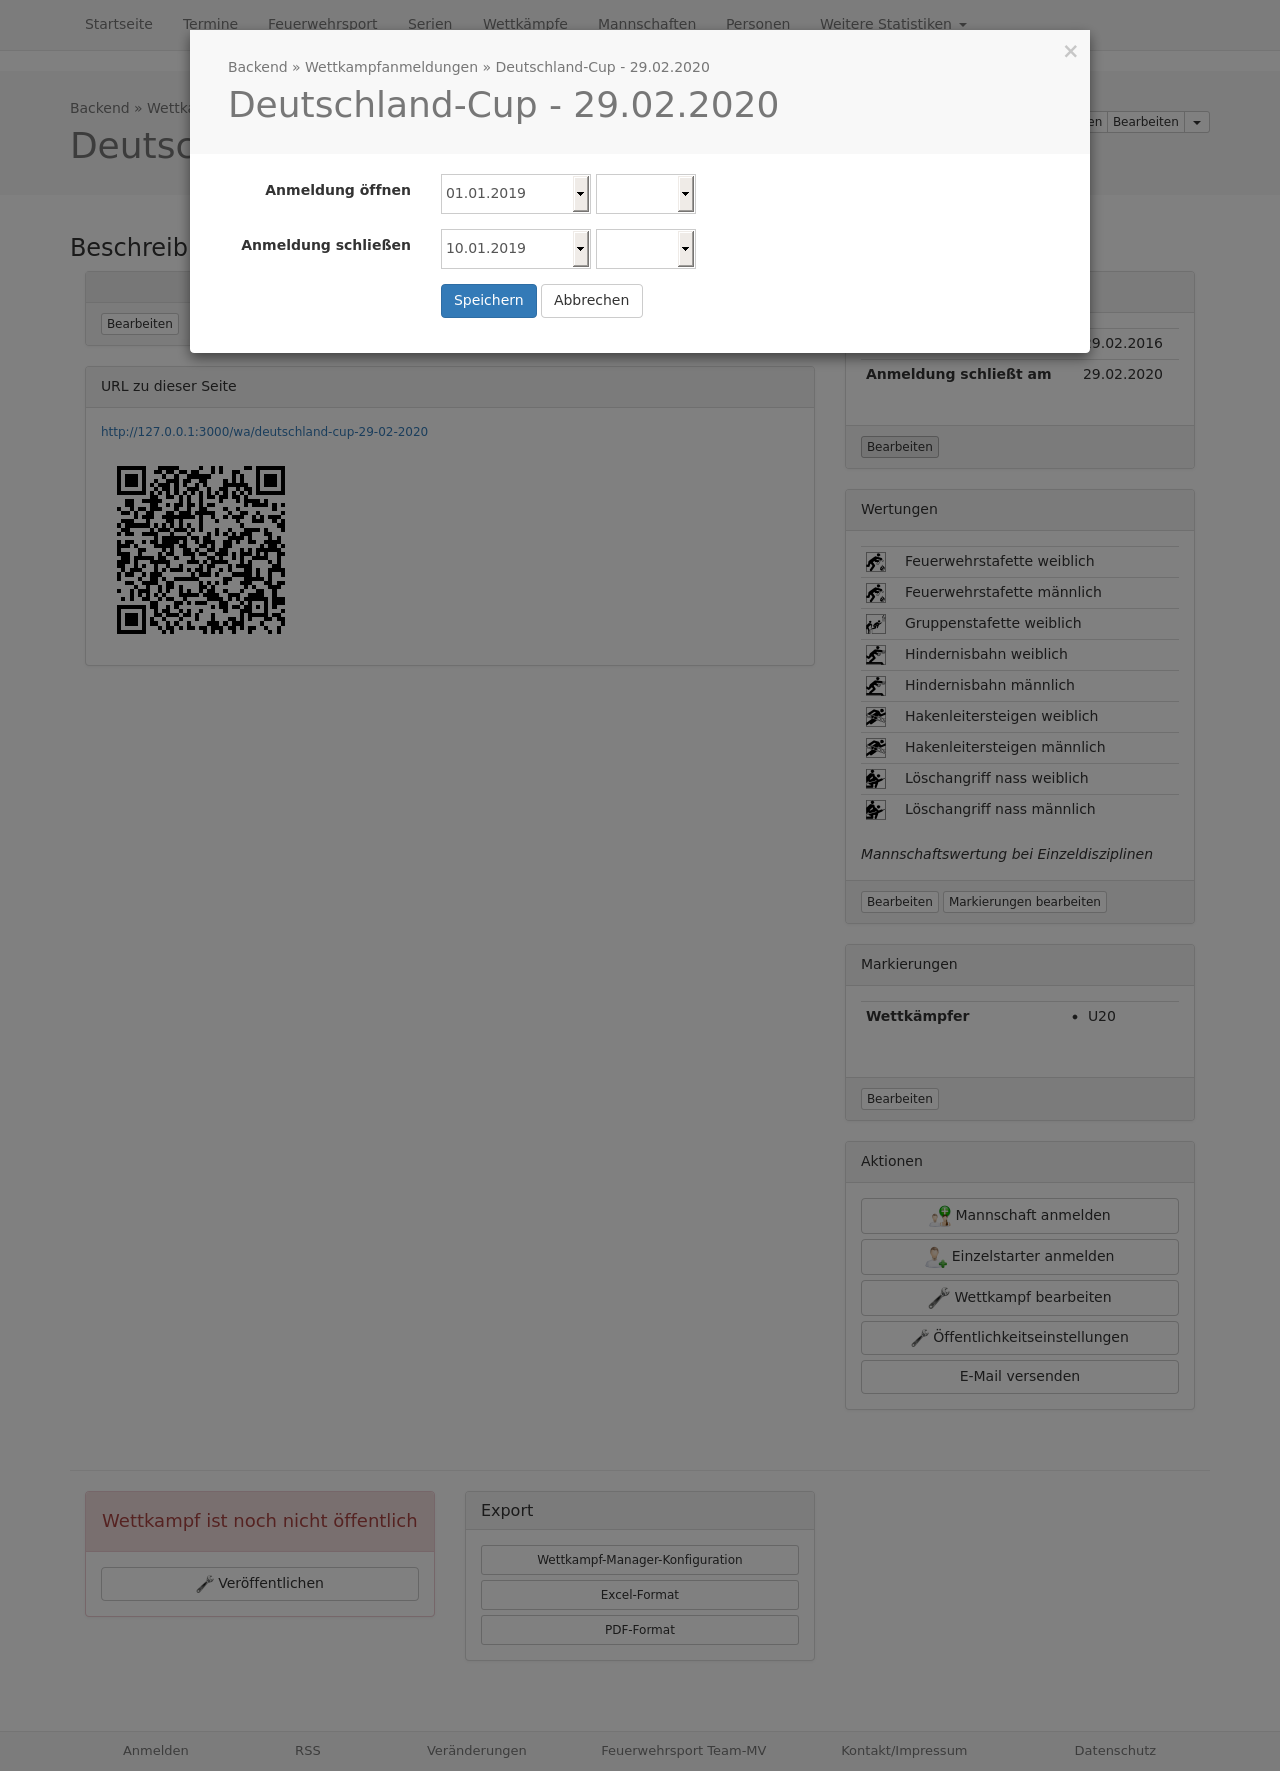 Startseite Termine Feuerwehrsport Serien Wettkämpfe Mannschaften Personen Weitere Statistiken
×
Backend » Wettkampfanmeldungen » Deutschland-Cup - 29.02.2020
Deutschland-Cup - 29.02.2020
Backend »
Bearbeiten
Anmeldung öffnen 01.01.2019
Anmeldung schließen 10.01.2019
Speichern Abbrechen
Bearbeiten
29.02.2016
Anmeldung schließt am 29.02.2020
Bearbeiten
URL zu dieser Seite
http://127.0.0.1:3000/wa/deutschland-cup-29-02-2020
Wertungen
Feuerwehrstafette weiblich
Feuerwehrstafette männlich
Gruppenstafette weiblich
Hindernisbahn weiblich
Hindernisbahn männlich
Hakenleitersteigen weiblich
Hakenleitersteigen männlich
Löschangriff nass weiblich
Löschangriff nass männlich
Mannschaftswertung bei Einzeldisziplinen
Bearbeiten Markierungen bearbeiten
Markierungen
Wettkämpfer • U20
Bearbeiten
Aktionen
Mannschaft anmelden
Einzelstarter anmelden
Wettkampf bearbeiten
Öffentlichkeitseinstellungen
E-Mail versenden
Wettkampf ist noch nicht öffentlich
Veröffentlichen
Export
Wettkampf-Manager-Konfiguration
Excel-Format
PDF-Format
Anmelden RSS Veränderungen Feuerwehrsport Team-MV Kontakt/Impressum Datenschutz